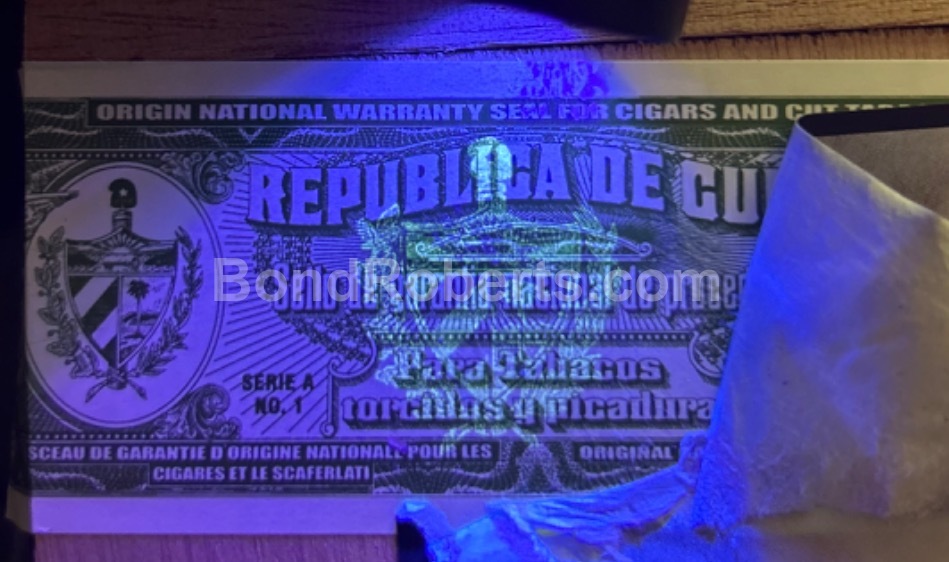 ORIGIN NATIONAL WARRANTY SEAL FOR CIGARS AND CUT
REPUBLICA DE CU
BondRoberts.com
Para Tabacos
torcidos y picadura
SERIE A
NO. 1
SCEAU DE GARANTIE D ORIGINE NATIONALE POUR LES
CIGARES ET LE SCAFERLATI
ORIGINAL